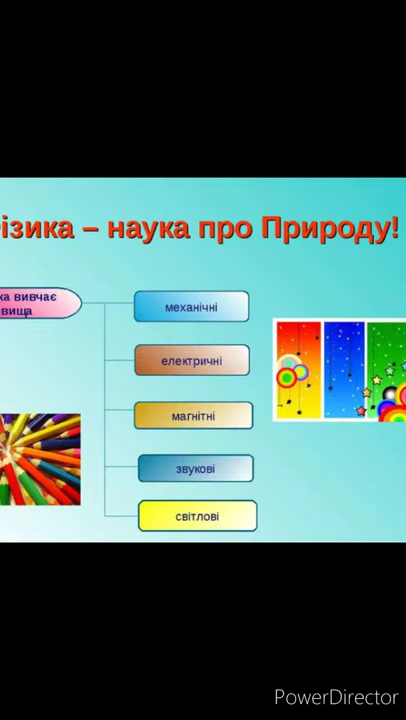 ізика – наука про Природу!
ка вивчає
вища
механічні
електричні
магнітні
звукові
світлові
PowerDirector